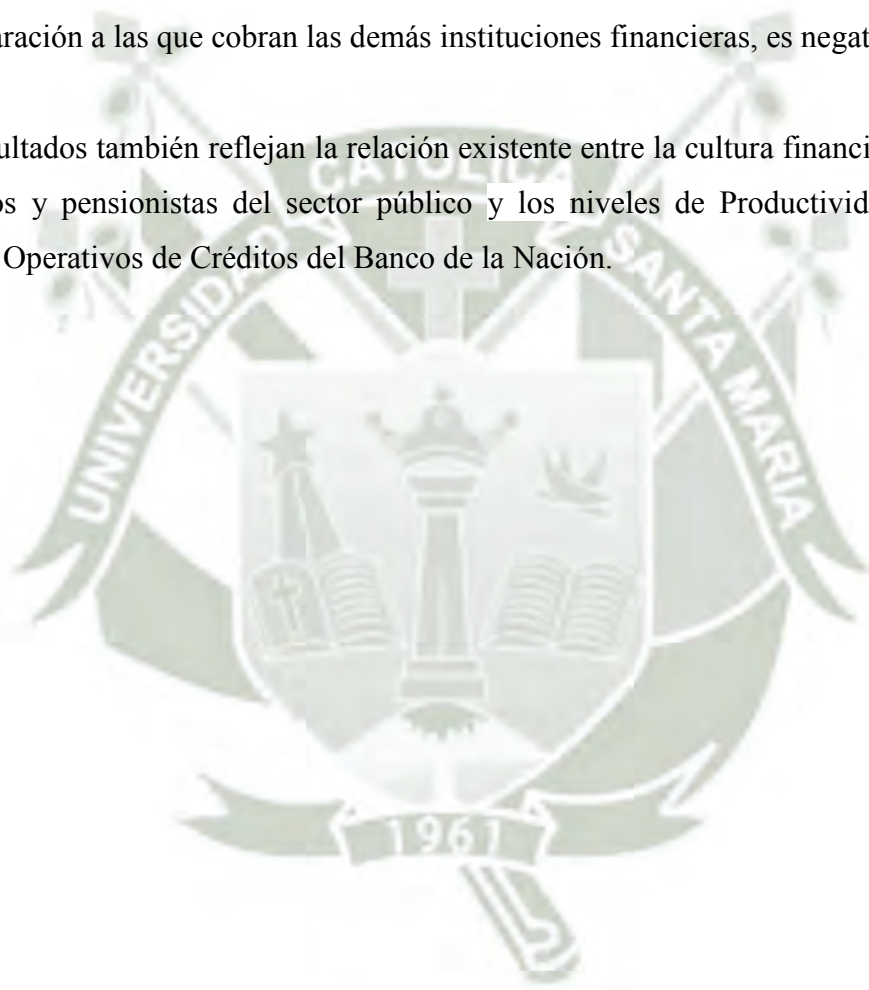 aración a las que cobran las demás instituciones financieras, es negat
ultados también reflejan la relación existente entre la cultura financi
os y pensionistas del sector público y los niveles de Productivid
Operativos de Créditos del Banco de la Nación.
UNIVERSIDAD CATOLICA SANTA MARIA
1961